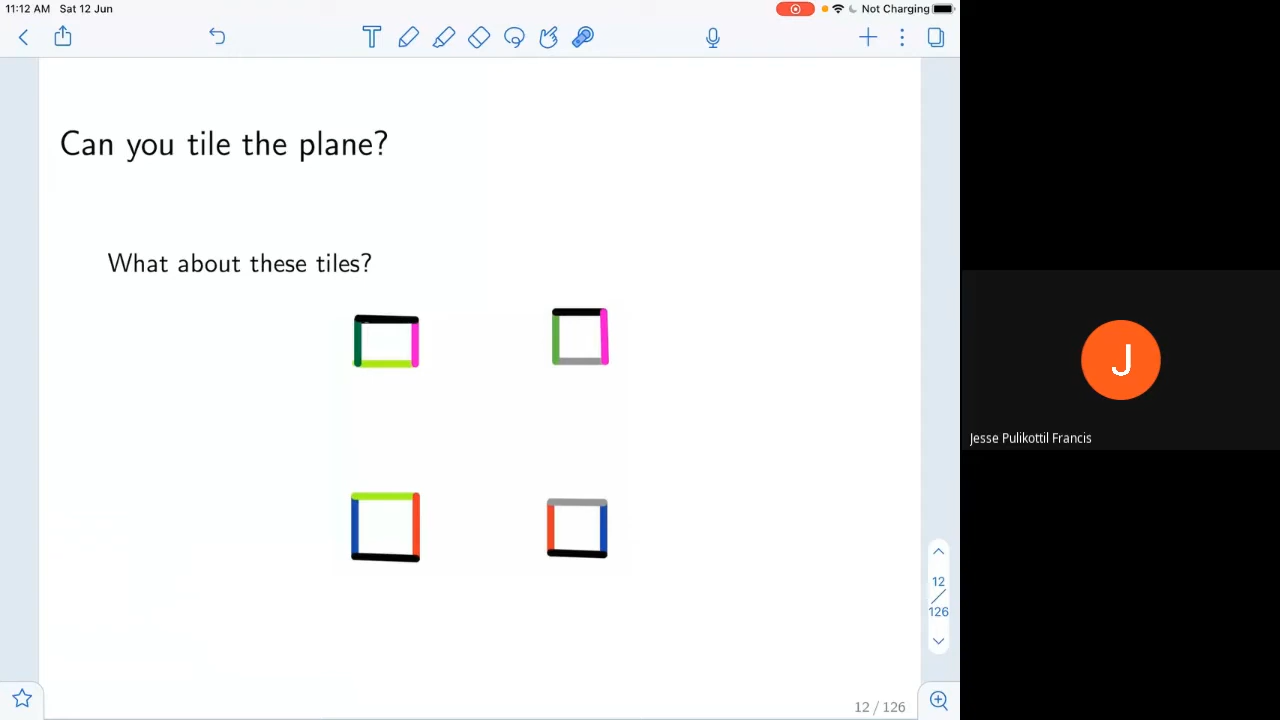 11:12 AM Sat 12 Jun
Not Charging
T
Can you tile the plane?
What about these tiles?
J
Jesse Pulikottil Francis
12
126
12 / 126